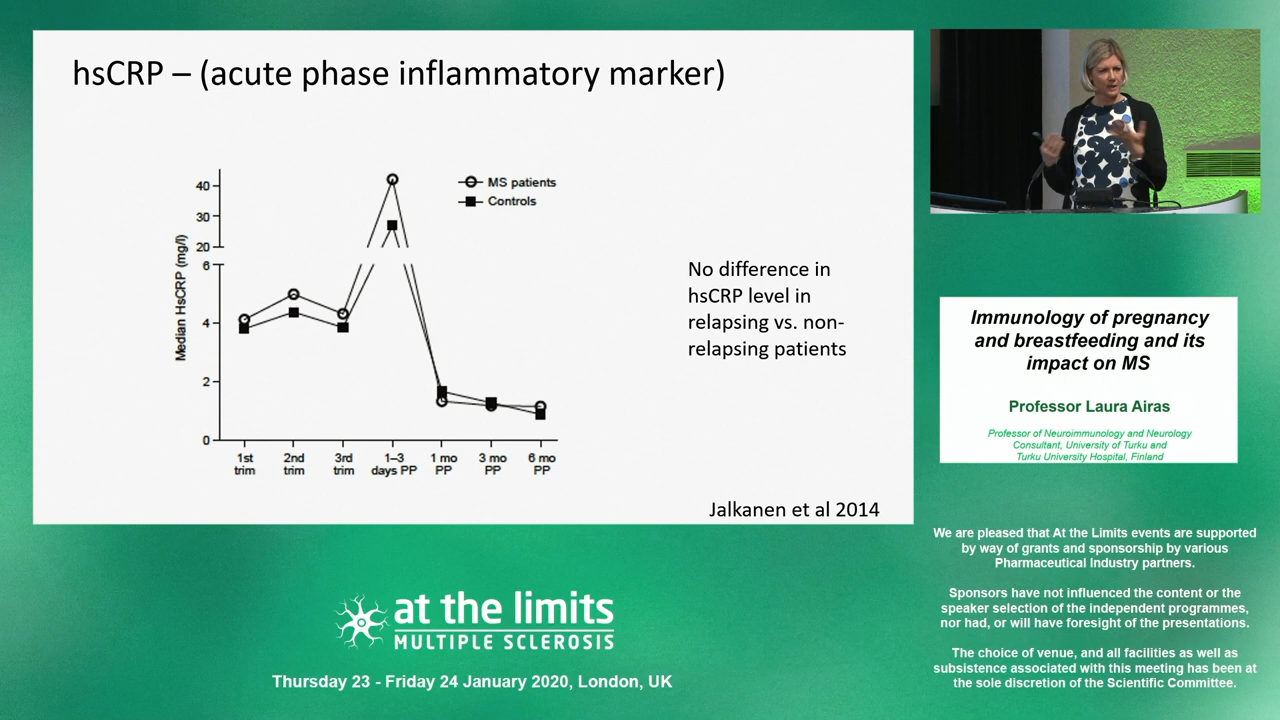 hsCRP – (acute phase inflammatory marker)
Median HsCRP (mg/l)
40
30
20
6
4
2
0
MS patients
Controls
1st trim
2nd trim
3rd trim
1–3 days PP
1 mo PP
3 mo PP
6 mo PP
No difference in
hsCRP level in
relapsing vs. non-
relapsing patients
Jalkanen et al 2014
Immunology of pregnancy
and breastfeeding and its
impact on MS
Professor Laura Airas
Professor of Neuroimmunology and Neurology
Consultant, University of Turku and
Turku University Hospital, Finland
We are pleased that At the Limits events are supported
by way of grants and sponsorship by various
Pharmaceutical Industry partners.
Sponsors have not influenced the content or the
speaker selection of the independent programmes,
nor had, or will have foresight of the presentations.
The choice of venue, and all facilities as well as
subsistence associated with this meeting has been at
the sole discretion of the Scientific Committee.
at the limits
MULTIPLE SCLEROSIS
Thursday 23 - Friday 24 January 2020, London, UK